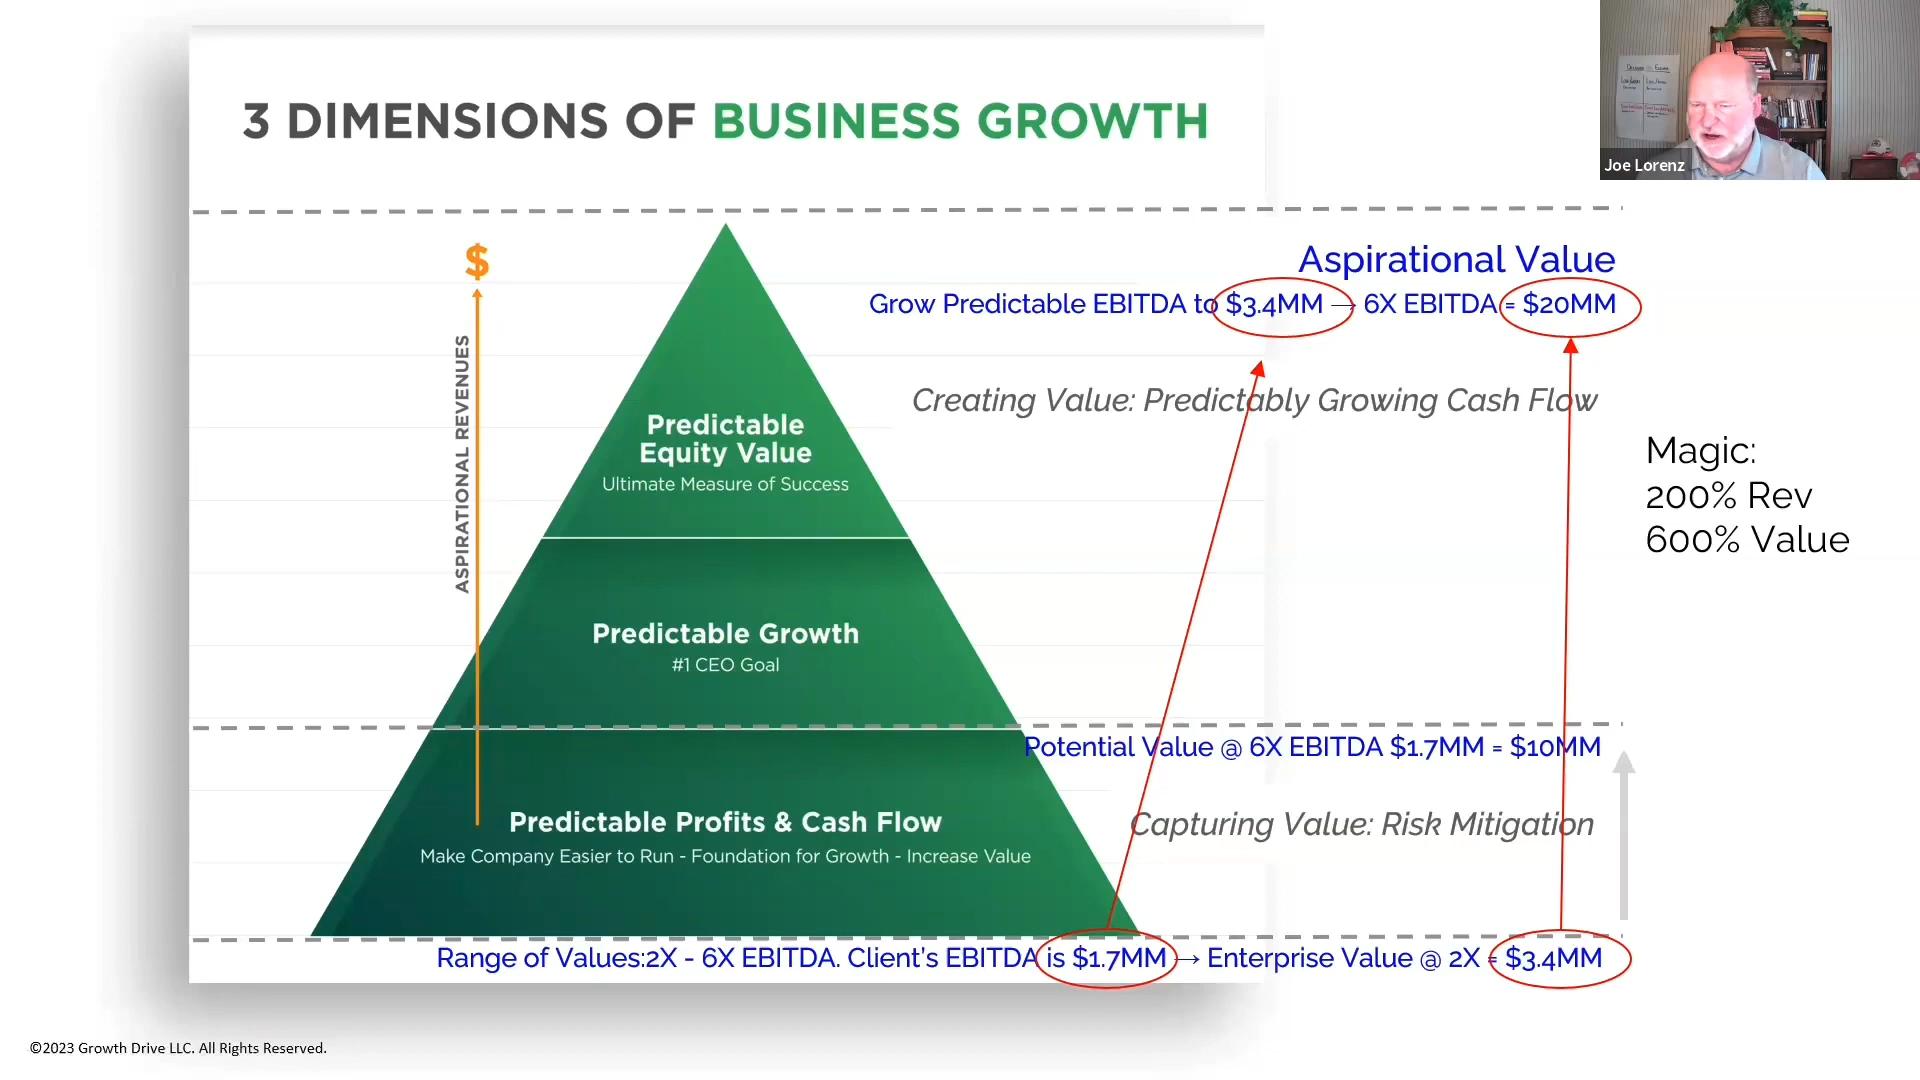 3 DIMENSIONS OF BUSINESS GROWTH
Joe Lorenz
$
ASPIRATIONAL REVENUES
Aspirational Value
Grow Predictable EBITDA to $3.4MM → 6X EBITDA = $20MM
Creating Value: Predictably Growing Cash Flow
Predictable
Equity Value
Ultimate Measure of Success
Magic:
200% Rev
600% Value
Predictable Growth
#1 CEO Goal
Potential Value @ 6X EBITDA $1.7MM = $10MM
Predictable Profits & Cash Flow
Make Company Easier to Run - Foundation for Growth - Increase Value
Capturing Value: Risk Mitigation
Range of Values:2X - 6X EBITDA. Client's EBITDA is $1.7MM → Enterprise Value @ 2X = $3.4MM
©2023 Growth Drive LLC. All Rights Reserved.